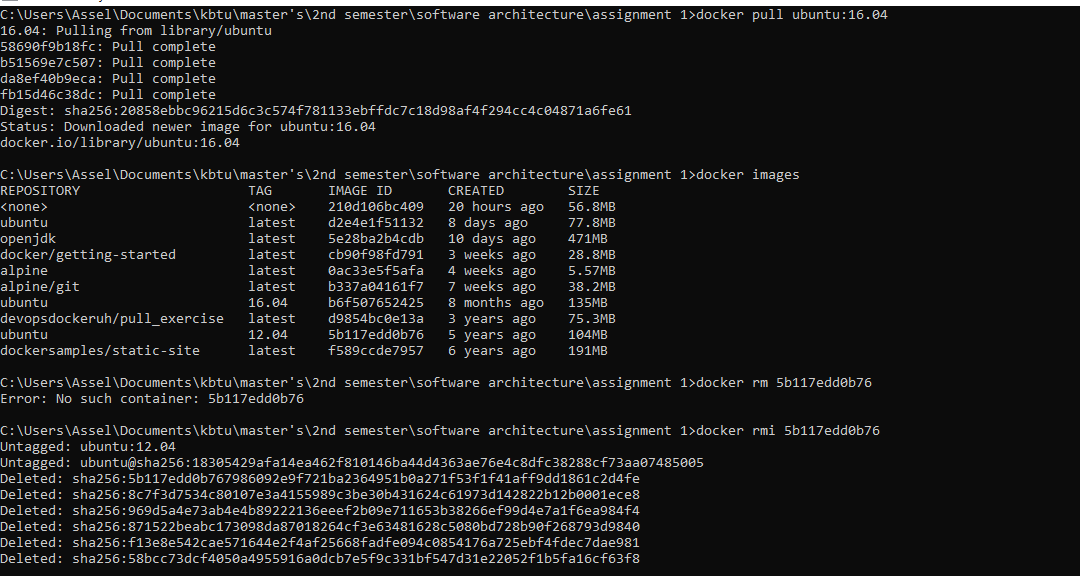 C:\Users\Assel\Documents\kbtu\master's\2nd semester\software architecture\assignment 1>docker pull ubuntu:16.04
16.04: Pulling from library/ubuntu
58690f9b18fc: Pull complete
b51569e7c507: Pull complete
da8ef40b9eca: Pull complete
fb15d46c38dc: Pull complete
Digest: sha256:20858ebbc96215d6c3c574f781133ebffdc7c18d98af4f294cc4c04871a6fe61
Status: Downloaded newer image for ubuntu:16.04
docker.io/library/ubuntu:16.04
C:\Users\Assel\Documents\kbtu\master's\2nd semester\software architecture\assignment 1>docker images
REPOSITORY TAG IMAGE ID CREATED SIZE
<none> <none> 210d106bc409 20 hours ago 56.8MB
ubuntu latest d2e4e1f51132 8 days ago 77.8MB
openjdk latest 5e28ba2b4cdb 10 days ago 471MB
docker/getting-started latest cb90f98fd791 3 weeks ago 28.8MB
alpine latest 0ac33e5f5afa 4 weeks ago 5.57MB
alpine/git latest b337a04161f7 7 weeks ago 38.2MB
ubuntu 16.04 b6f507652425 8 months ago 135MB
devopsdockeruh/pull_exercise latest d9854bc0e13a 3 years ago 75.3MB
ubuntu 12.04 5b117edd0b76 5 years ago 104MB
dockersamples/static-site latest f589ccde7957 6 years ago 191MB
C:\Users\Assel\Documents\kbtu\master's\2nd semester\software architecture\assignment 1>docker rm 5b117edd0b76
Error: No such container: 5b117edd0b76
C:\Users\Assel\Documents\kbtu\master's\2nd semester\software architecture\assignment 1>docker rmi 5b117edd0b76
Untagged: ubuntu:12.04
Untagged: ubuntu@sha256:18305429afa14ea462f810146ba44d4363ae76e4c8dfc38288cf73aa07485005
Deleted: sha256:5b117edd0b767986092e9f721ba2364951b0a271f53f1f41aff9dd1861c2d4fe
Deleted: sha256:8c7f3d7534c80107e3a4155989c3be30b431624c61973d142822b12b0001ece8
Deleted: sha256:969d5a4e73ab4e4b89222136eeef2b09e711653b38266ef99d4e7a1f6ea984f4
Deleted: sha256:871522beabc173098da87018264cf3e63481628c5080bd728b90f268793d9840
Deleted: sha256:f13e8e542cae571644e2f4af25668fadfe094c0854176a725ebf4fdec7dae981
Deleted: sha256:58bcc73dcf4050a4955916a0dcb7e5f9c331bf547d31e22052f1b5fa16cf63f8